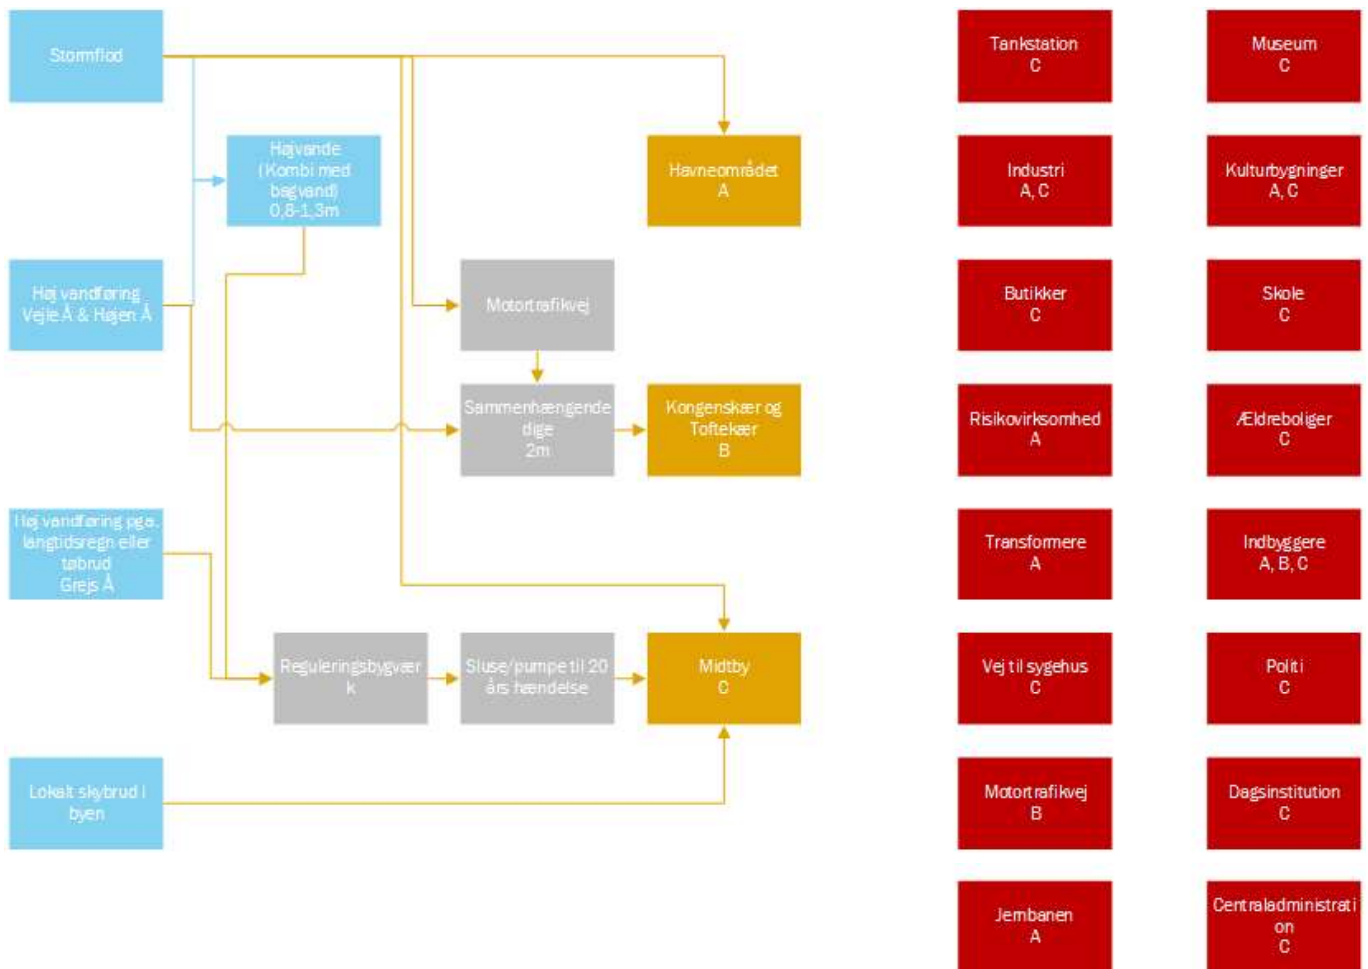 Stormflod
Tankstation
C
Museum
C
Højvande
(Kombi med
bagvand)
0,8-1,3m
Havneområdet
A
Industri
A, C
Kulturbygninger
A, C
Høj vandføring
Vejle Å & Højen Å
Motortrafikvej
Butikker
C
Skole
C
Sammenhængende
dige
2m
Kongenskær og
Toftekær
B
Risikovirksomhed
A
Ældreboliger
C
Høj vandføring pga.
langtidsregn eller
tøbrud
Grejs Å
Transformere
A
Indbyggere
A, B, C
Reguleringsbygvær
k
Sluse/pumpe til 20
års hændelse
Midtby
C
Vej til sygehus
C
Politi
C
Lokalt skybrud i
byen
Motortrafikvej
B
Dagsinstitution
C
Jernbanen
A
Centraladministrati
on
C